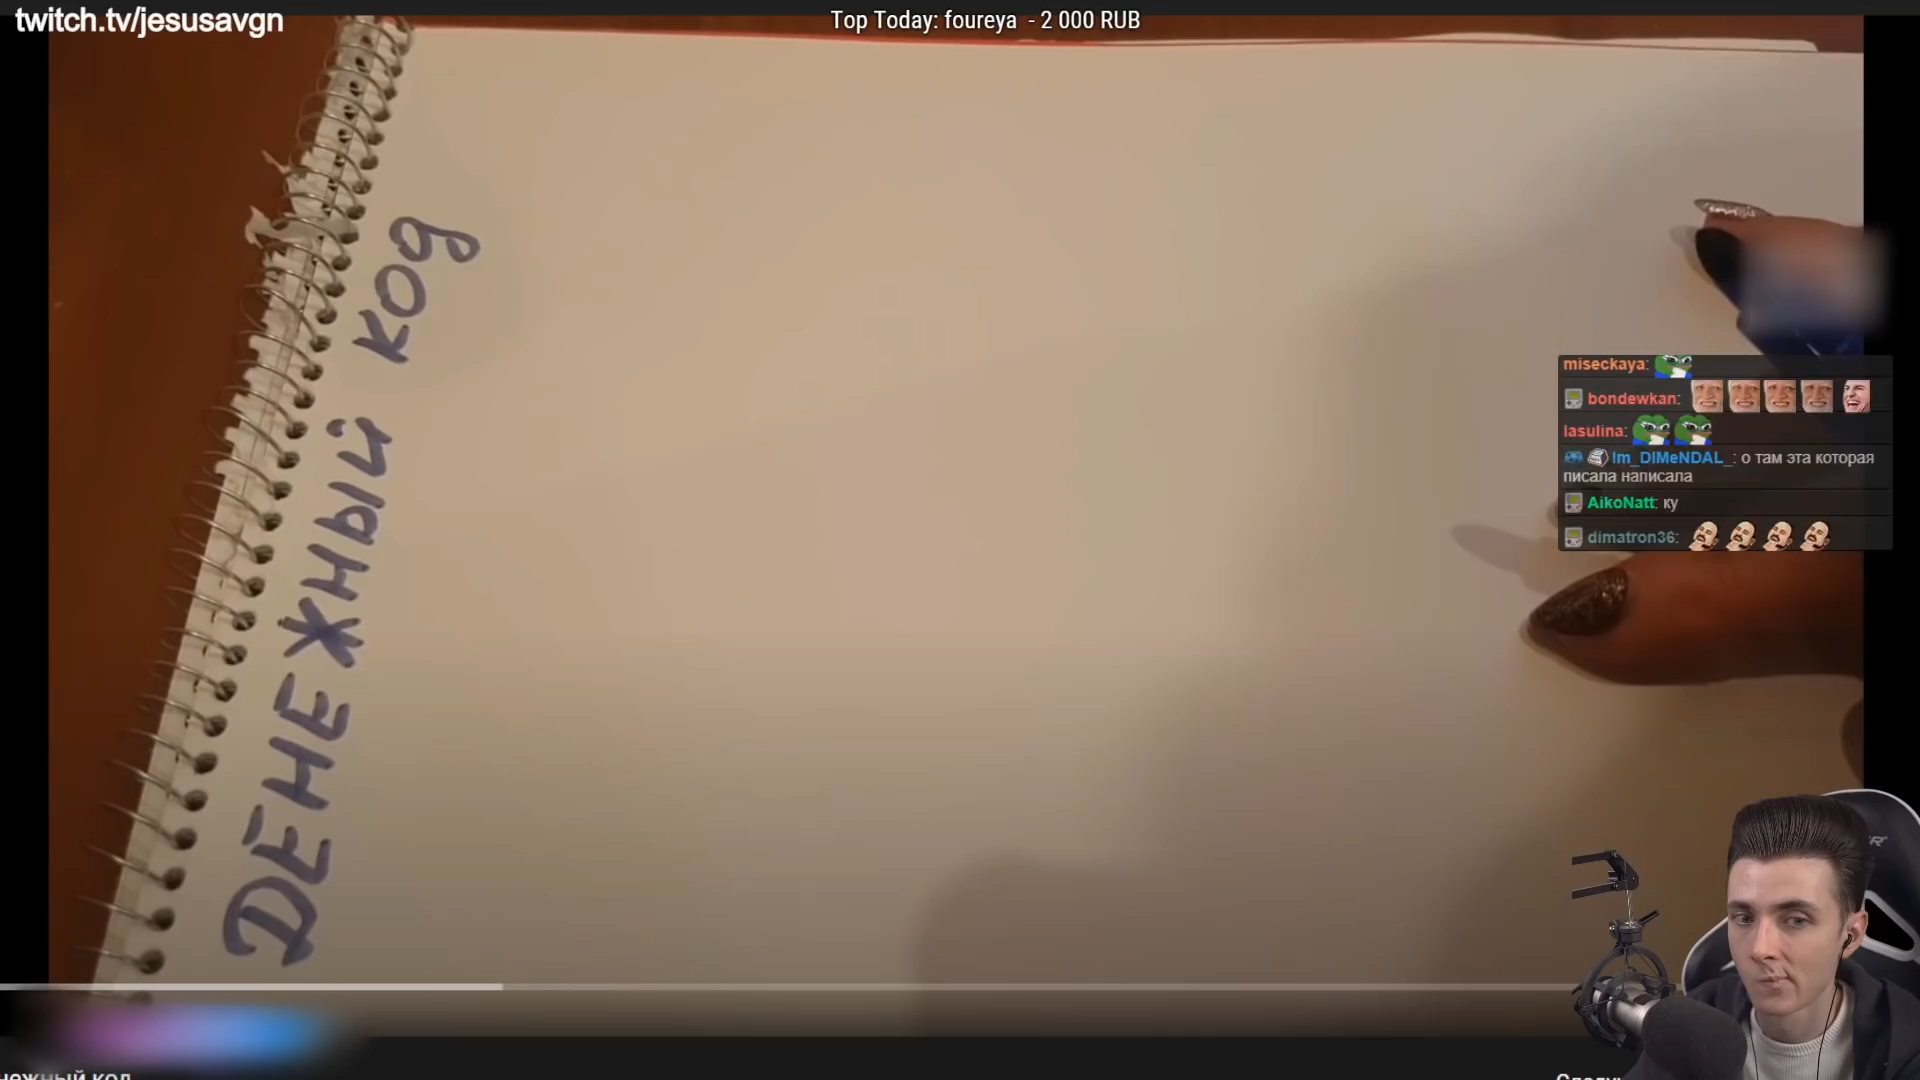 twitch.tv/jesusavgn
Top Today: foureya - 2 000 RUB
Денежный код
miseckaya:
bondewkan:
lasulina:
Im_DIMeNDAL_: о там эта которая
писала написала
AikoNatt: ку
dimatron36: